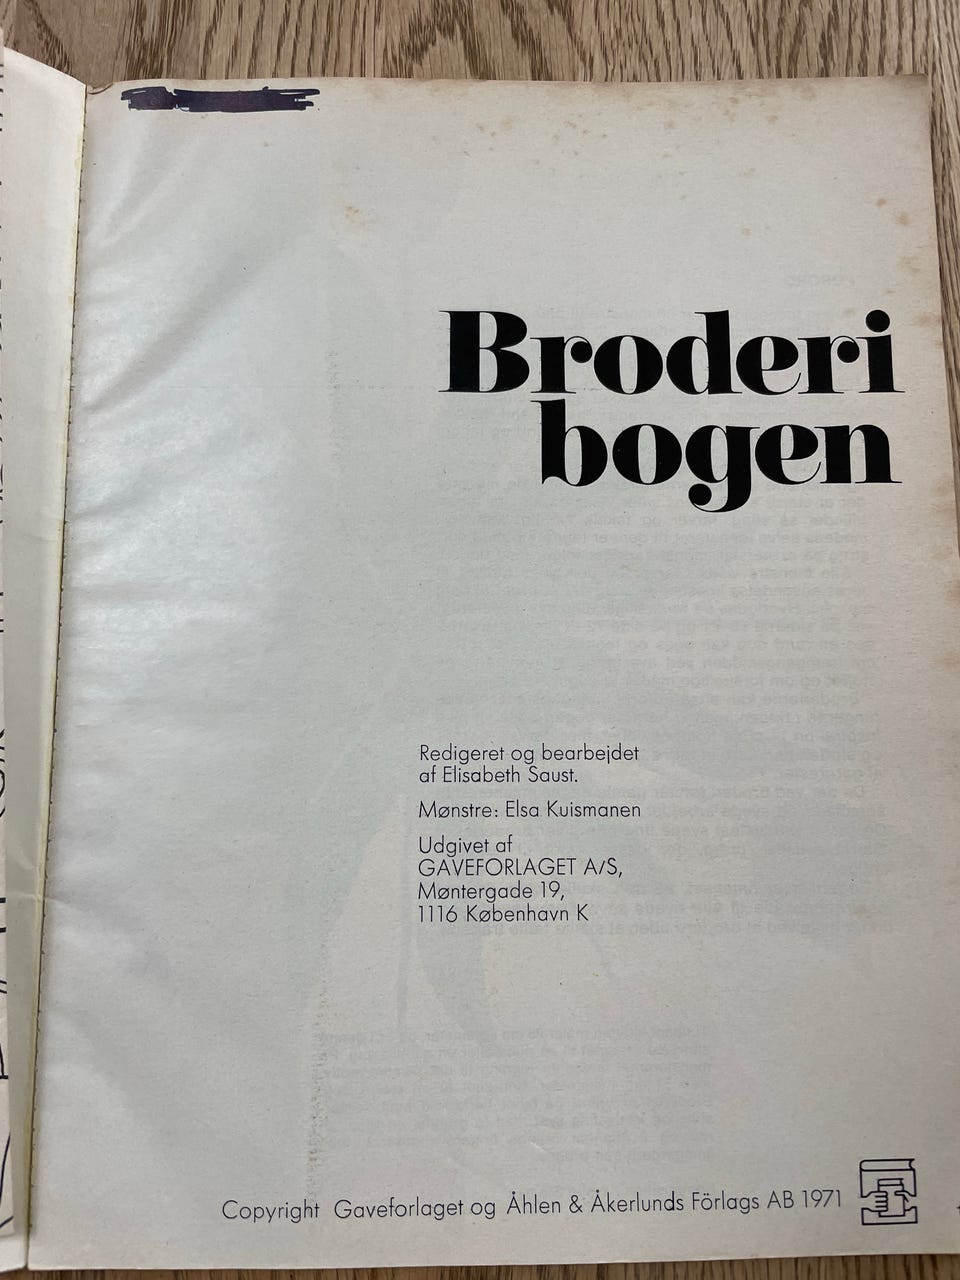 Broderi
bogen
Redigeret og bearbejdet
af Elisabeth Saust.
Mønstre: Elsa Kuismanen
Udgivet af
GAVEFORLAGET A/S,
Møntergade 19,
1116 København K
Copyright Gaveforlaget og Åhlen & Åkerlunds Förlags AB 1971